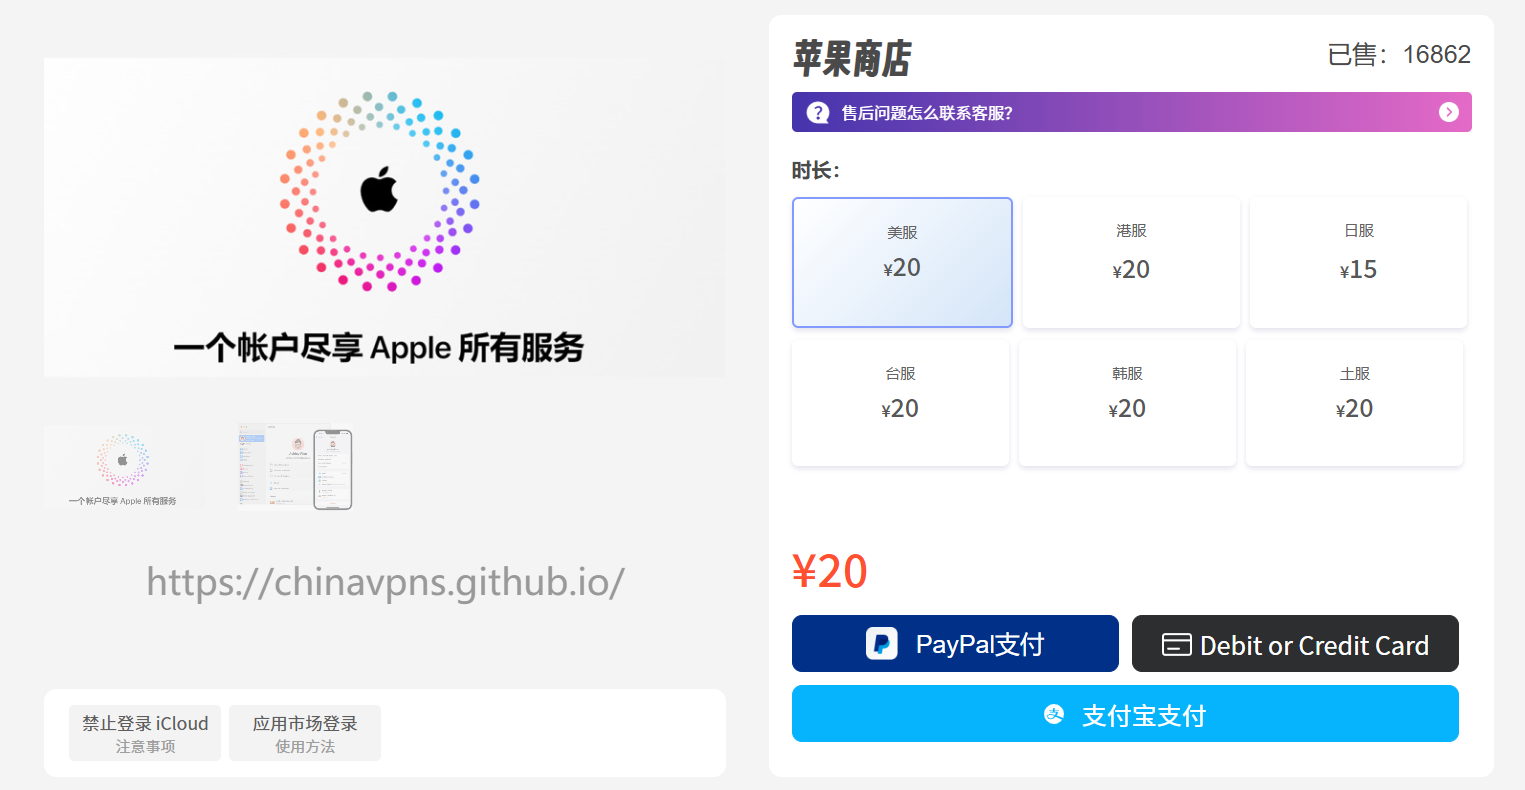 一个帐户尽享 Apple 所有服务
一个帐户尽享 Apple 所有服务
https://chinavpns.github.io/
禁止登录 iCloud
注意事项
应用市场登录
使用方法
苹果商店
已售：16862
售后问题怎么联系客服?
时长：
美服
¥20
港服
¥20
日服
¥15
台服
¥20
韩服
¥20
土服
¥20
¥20
PayPal支付
Debit or Credit Card
支付宝支付